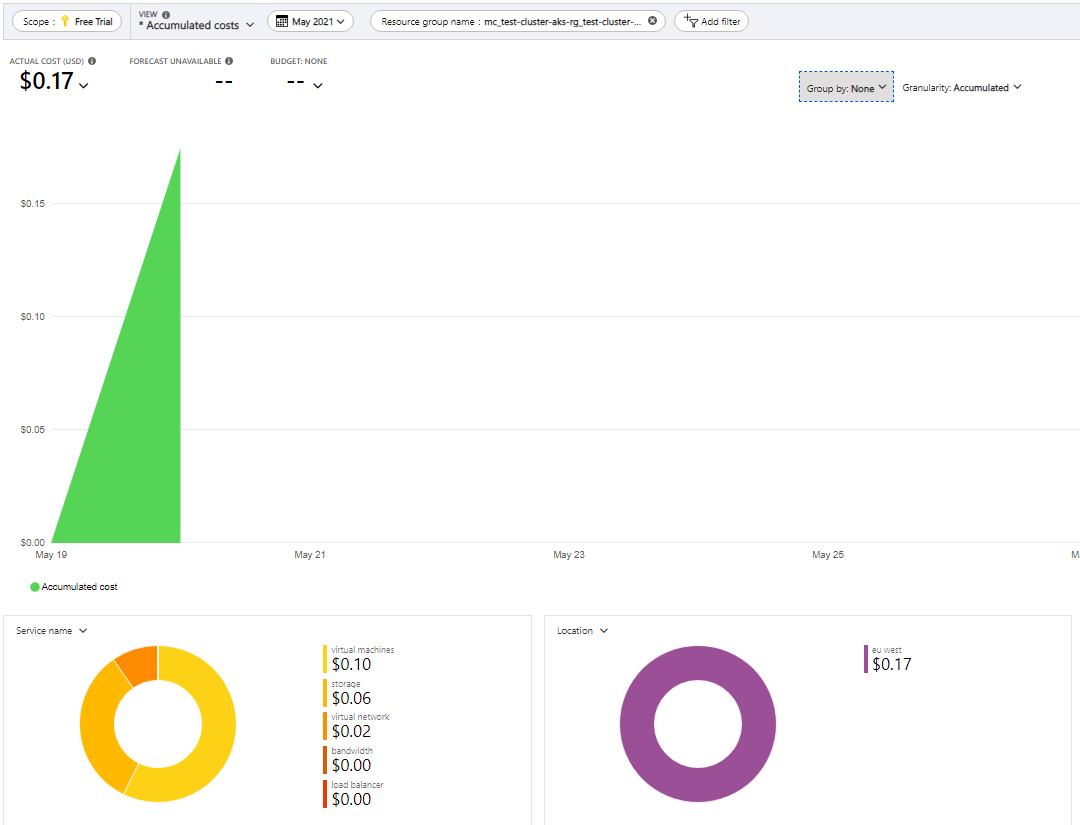 Scope : Free Trial
VIEW
* Accumulated costs
May 2021
Resource group name : mc_test-cluster-aks-rg_test-cluster-...
Add filter
ACTUAL COST (USD)
$0.17
FORECAST UNAVAILABLE
--
BUDGET: NONE
--
Group by: None
Granularity: Accumulated
$0.15
$0.10
$0.05
$0.00
May 19
May 21
May 23
May 25
Accumulated cost
Service name
virtual machines
$0.10
storage
$0.06
virtual network
$0.02
bandwidth
$0.00
load balancer
$0.00
Location
eu west
$0.17